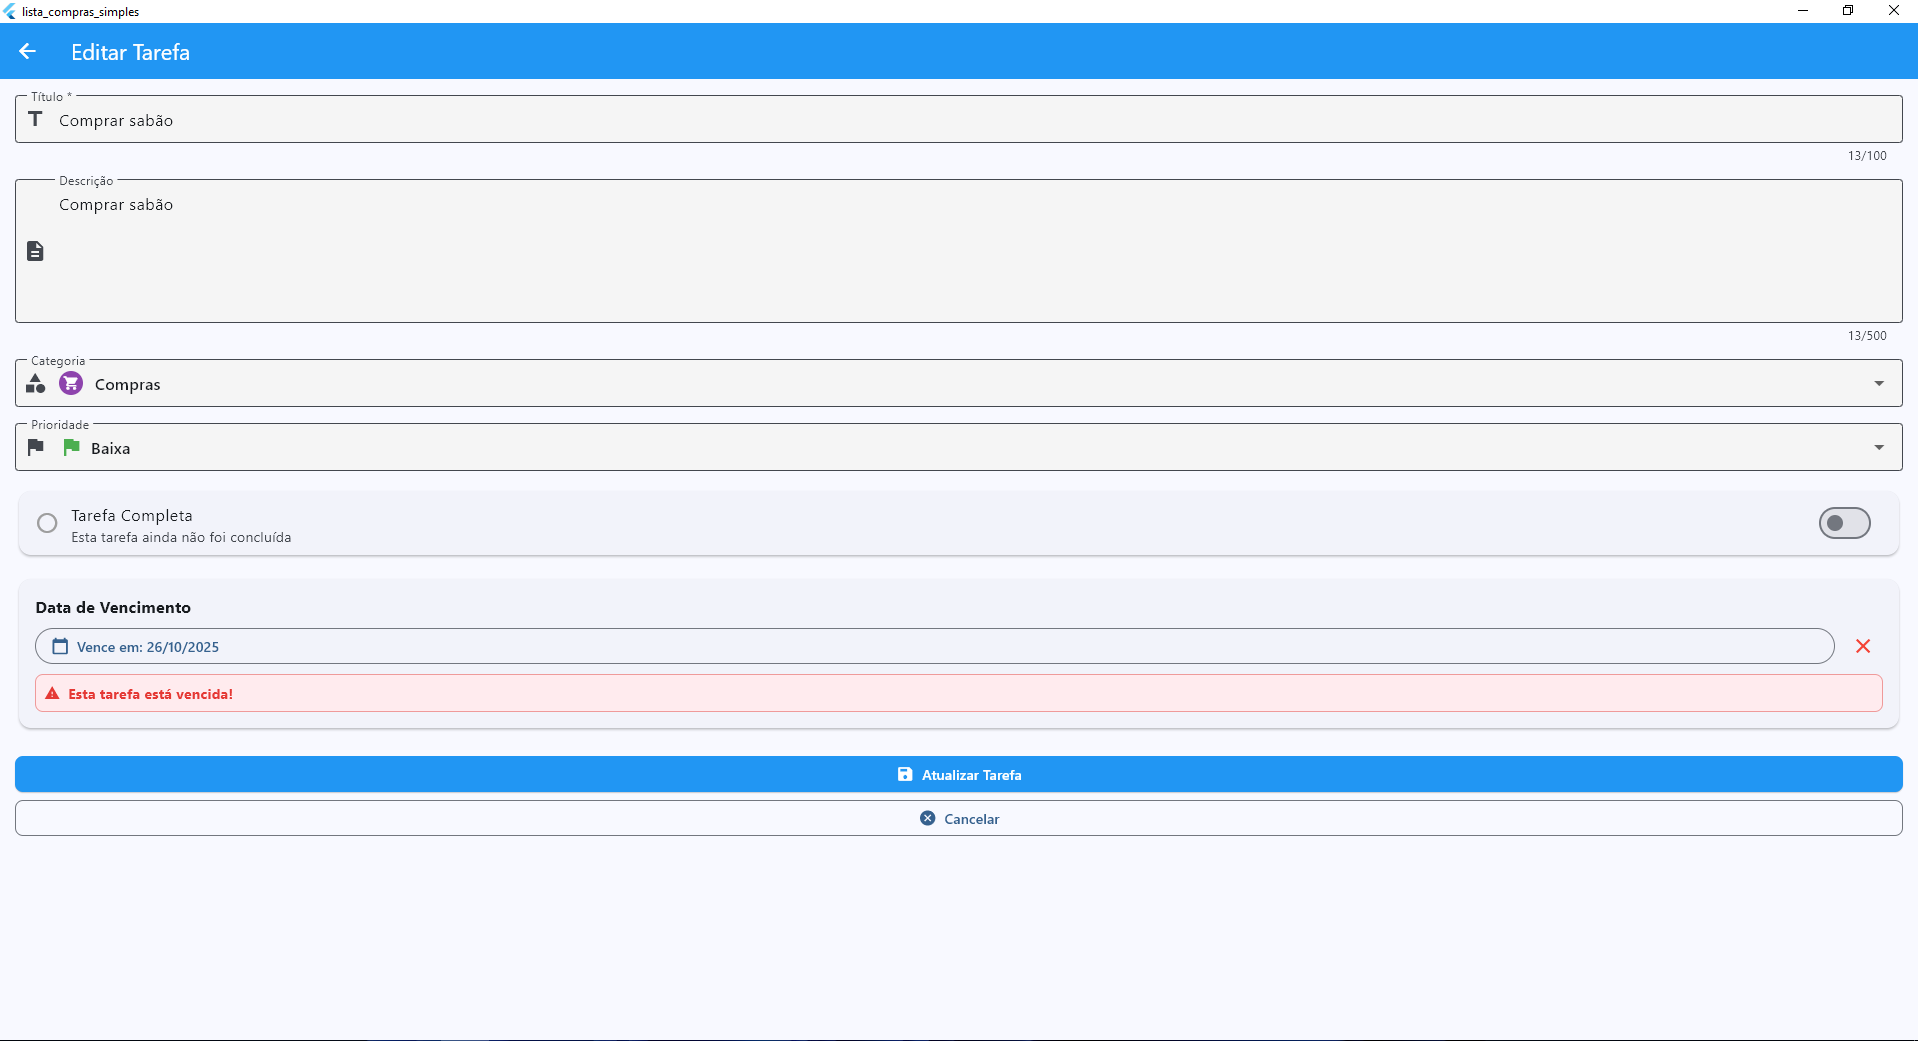 lista_compras_simples
Editar Tarefa
Título *
Comprar sabão
13/100
Descrição
Comprar sabão
13/500
Categoria
Compras
Prioridade
Baixa
Tarefa Completa
Esta tarefa ainda não foi concluída
Data de Vencimento
Vence em: 26/10/2025
Esta tarefa está vencida!
Atualizar Tarefa
Cancelar